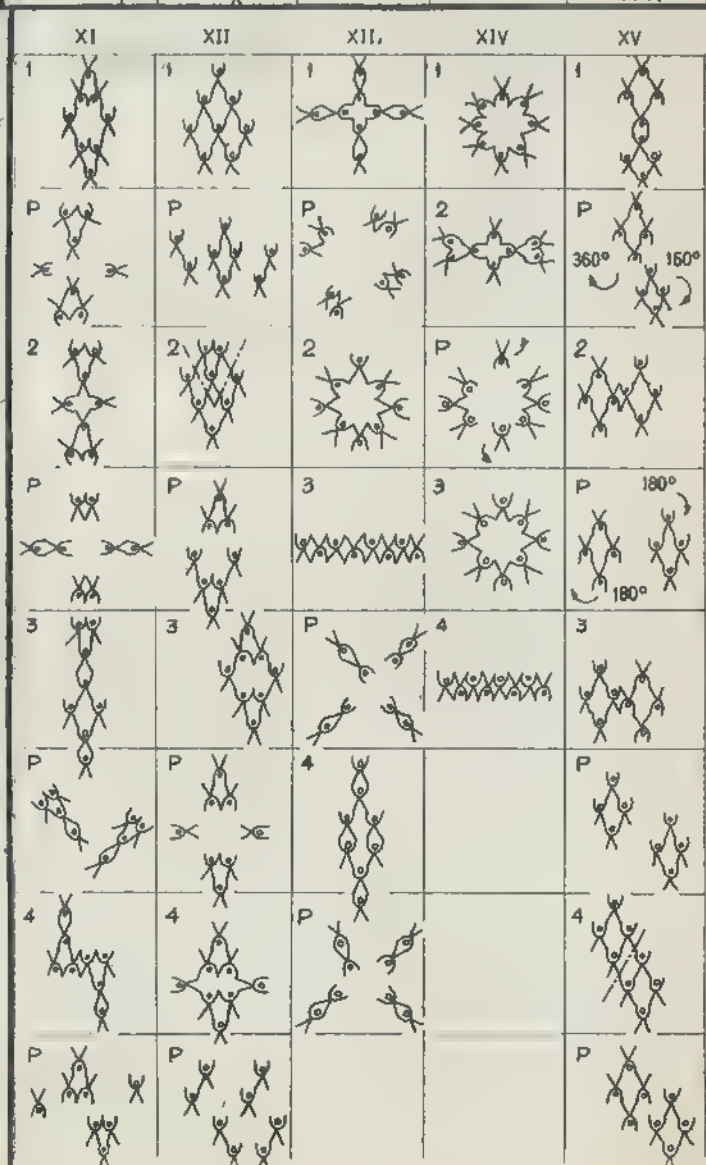 XI XII XII, XIV XV
1 1 1 1 1
P P P 2 P
360° 160°
2 2 2 P 2
P P 3 3 P
180°
180°
3 3 P 4 3
P P 4 P
4 4 P 4
P P P